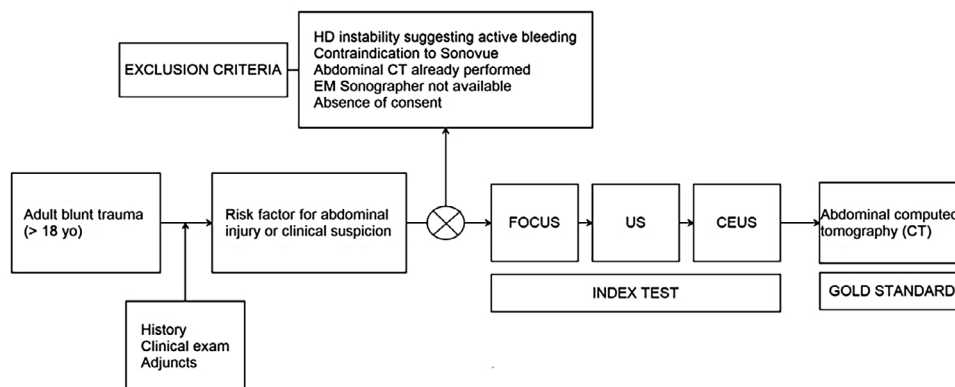 HD instability suggesting active bleeding
Contraindication to Sonovue
Abdominal CT already performed
EM Sonographer not available
Absence of consent
EXCLUSION CRITERIA
Adult blunt trauma
(> 18 yo)
Risk factor for abdominal
injury or clinical suspicion
FOCUS
US
CEUS
Abdominal computed
tomography (CT)
INDEX TEST
GOLD STANDARD
History
Clinical exam
Adjuncts